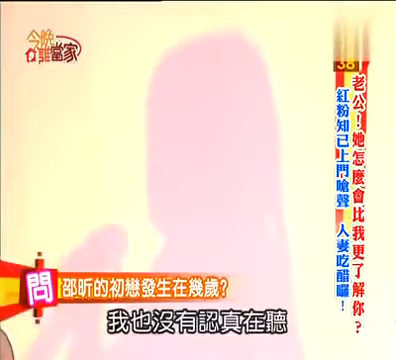 今晚
誰當家
38
老公！她怎麼會比我更了解你？
紅粉知己上門嗆聲 人妻吃醋囉！
問
邵昕的初戀發生在幾歲?
我也沒有認真在聽